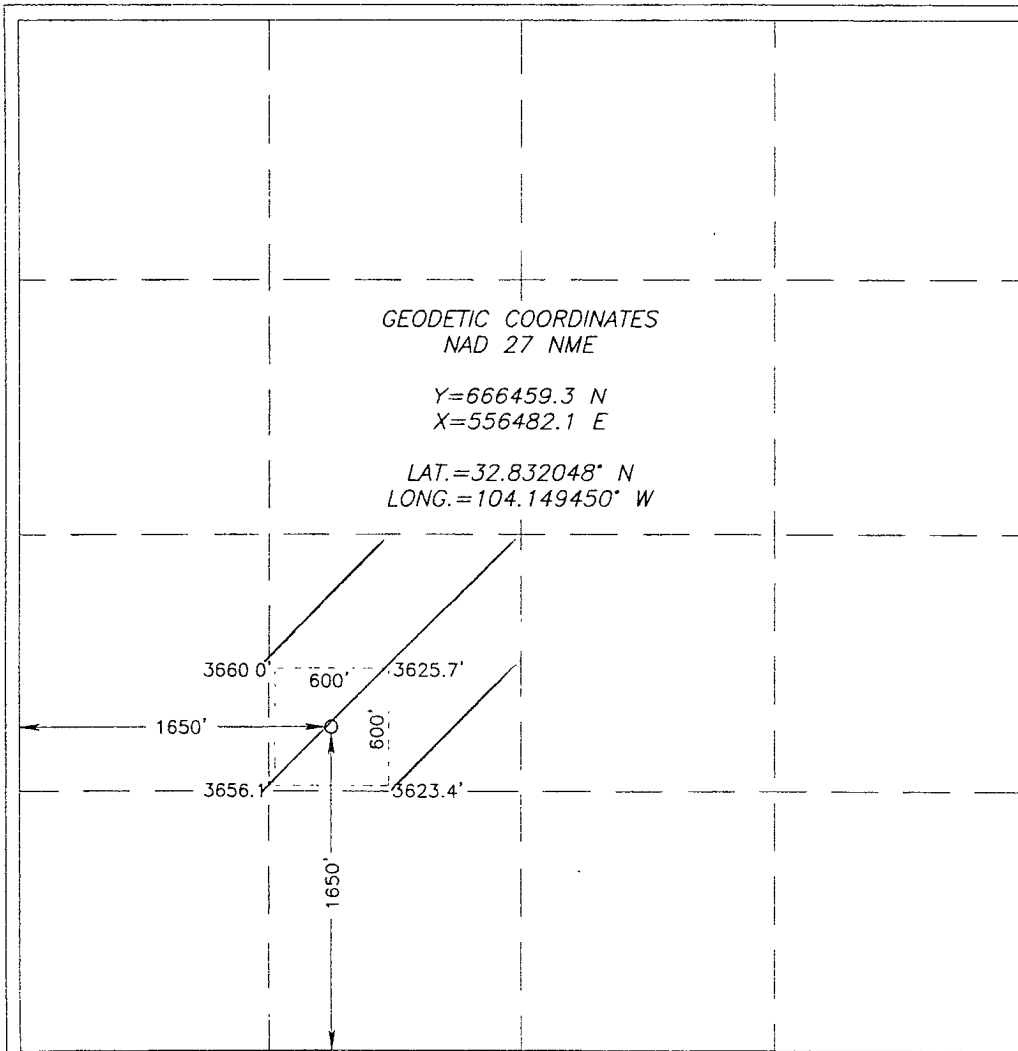 GEODETIC COORDINATES
NAD 27 NME
Y=666459.3 N
X=556482.1 E
LAT.=32.832048° N
LONG.=104.149450° W
3660 0'
600'
3625.7'
1650'
600'
3656.1'
3623.4'
1650'